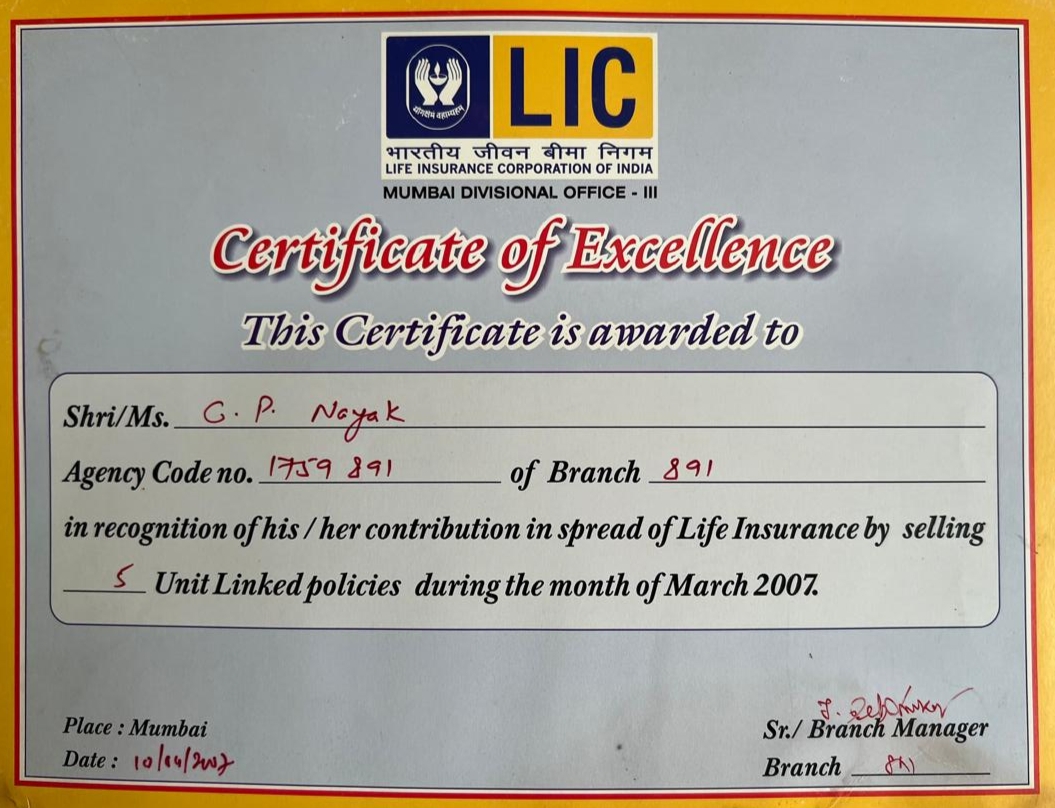 योगक्षेमं वहाम्यहम्
LIC
भारतीय जीवन बीमा निगम
LIFE INSURANCE CORPORATION OF INDIA
MUMBAI DIVISIONAL OFFICE - III
Certificate of Excellence
This Certificate is awarded to
Shri/Ms. G. P. Nayak
Agency Code no. 1759 891 of Branch 891
in recognition of his / her contribution in spread of Life Insurance by selling
5 Unit Linked policies during the month of March 2007.
Place : Mumbai
Date : 10/04/2007
Sr./ Branch Manager
Branch 891